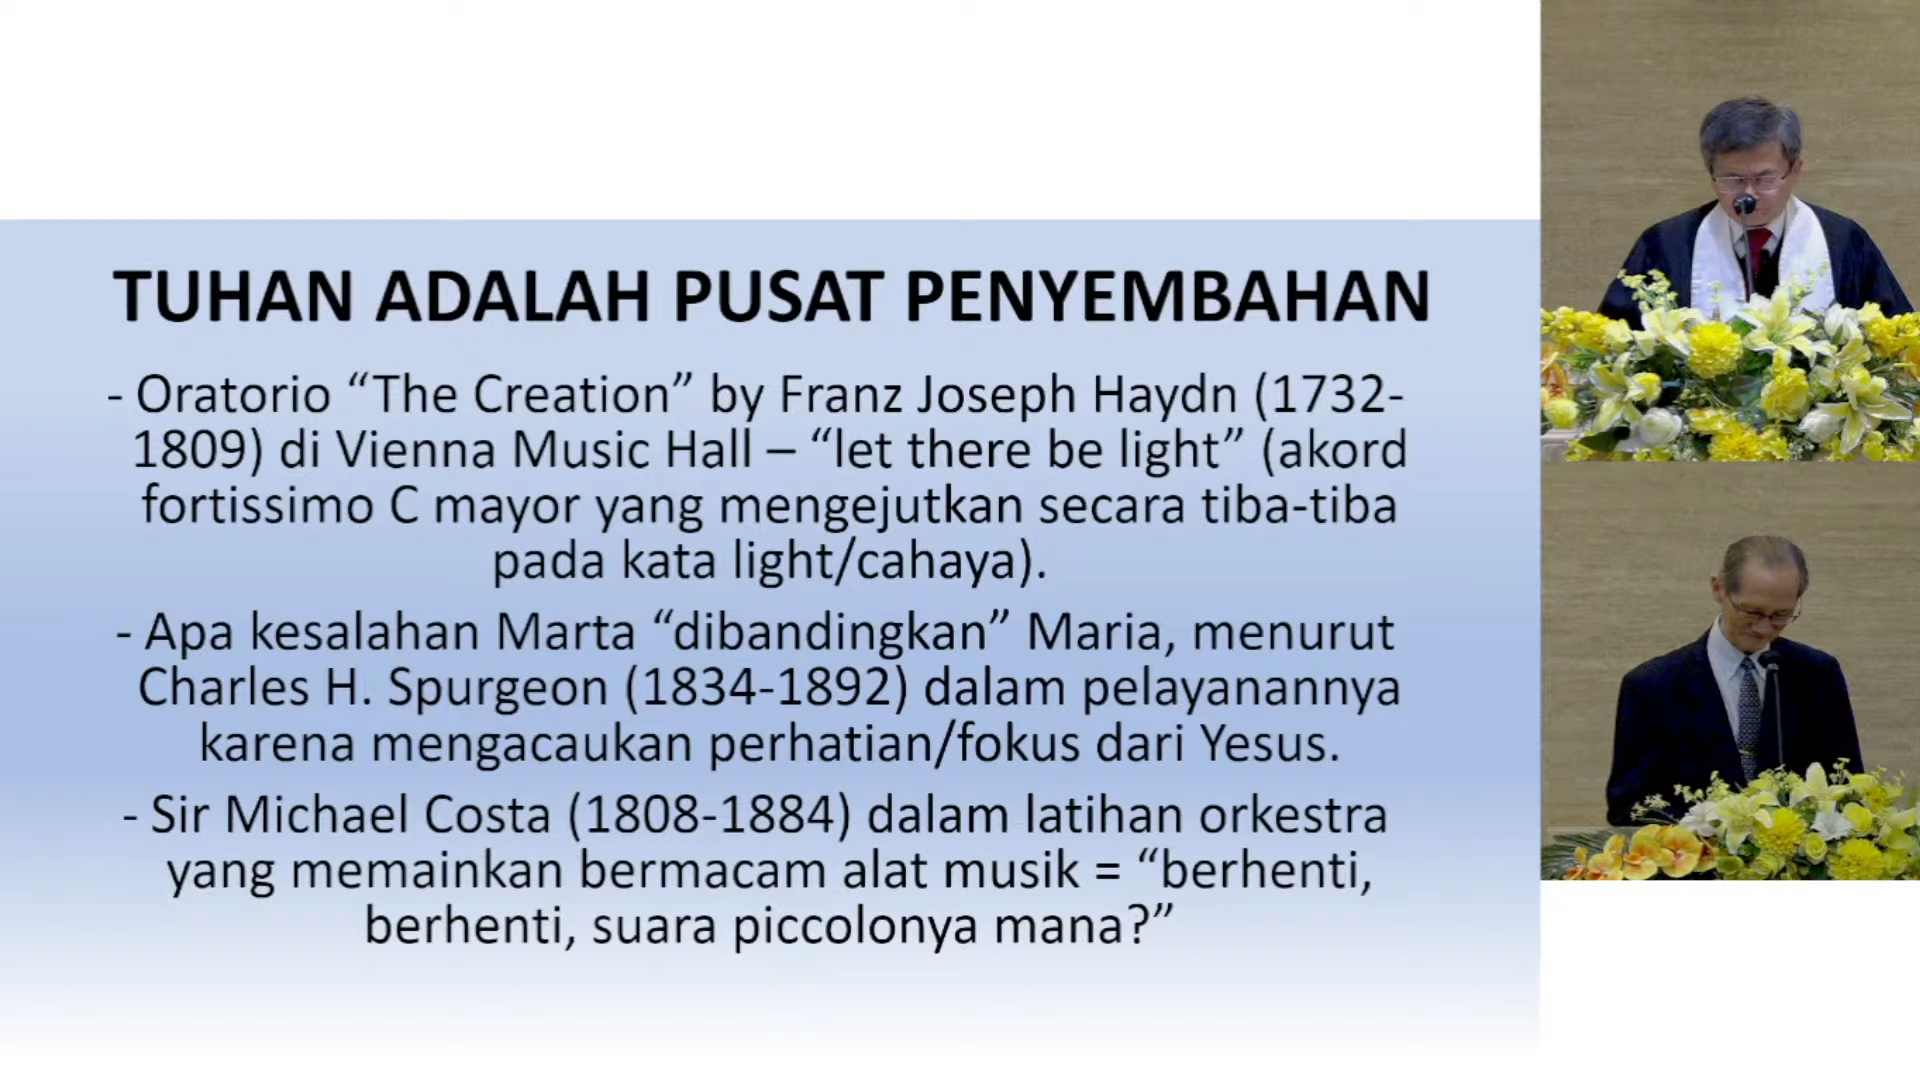 TUHAN ADALAH PUSAT PENYEMBAHAN
- Oratorio “The Creation” by Franz Joseph Haydn (1732-
1809) di Vienna Music Hall – “let there be light” (akord
fortissimo C mayor yang mengejutkan secara tiba-tiba
pada kata light/cahaya).
- Apa kesalahan Marta “dibandingkan” Maria, menurut
Charles H. Spurgeon (1834-1892) dalam pelayanannya
karena mengacaukan perhatian/fokus dari Yesus.
- Sir Michael Costa (1808-1884) dalam latihan orkestra
yang memainkan bermacam alat musik = “berhenti,
berhenti, suara piccolonya mana?”